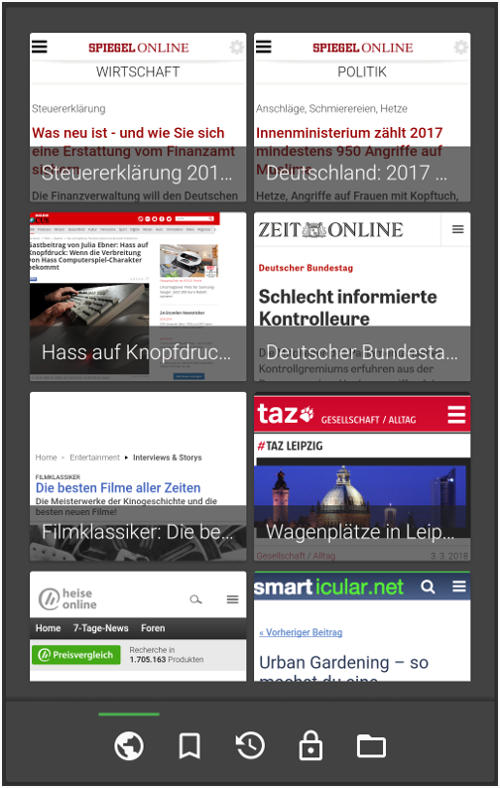 SPIEGEL ONLINE
WIRTSCHAFT
Steuererklärung
Was neu ist - und wie Sie sich
eine Erstattung vom Finanzamt
Steuererklärung 201...
Die Finanzverwaltung will den Deutschen
SPIEGEL ONLINE
POLITIK
Anschläge, Schmierereien, Hetze
Innenministerium zählt 2017
mindestens 950 Angriffe auf
Deutschland: 2017 ...
Hetze, Angriffe auf Frauen mit Kopftuch,
Gastbeitrag von Julia Ebner: Hass auf
Knopfdruck: Wenn die Verbreitung
von Hass Computerspiel-Charakter
bekommt
Hass auf Knopfdruc...
ZEIT ONLINE
Deutscher Bundestag
Schlecht informierte
Kontrolleure
Deutscher Bundesta...
Kontrollgremiums erfuhren aus der
Home Entertainment Interviews & Storys
FILMKLASSIKER
Die besten Filme aller Zeiten
Die Meisterwerke der Kinogeschichte und die
besten neuen Filme!
Filmklassiker: Die be...
taz GESELLSCHAFT / ALLTAG
#TAZ LEIPZIG
Wagenplätze in Leip...
Gesellschaft / Alltag 3. 3. 2018
heise
online
Home 7-Tage-News Foren
Preisvergleich
Recherche in
1.705.163 Produkten
smarticular.net
« Vorheriger Beitrag
Urban Gardening – so
machst du eine